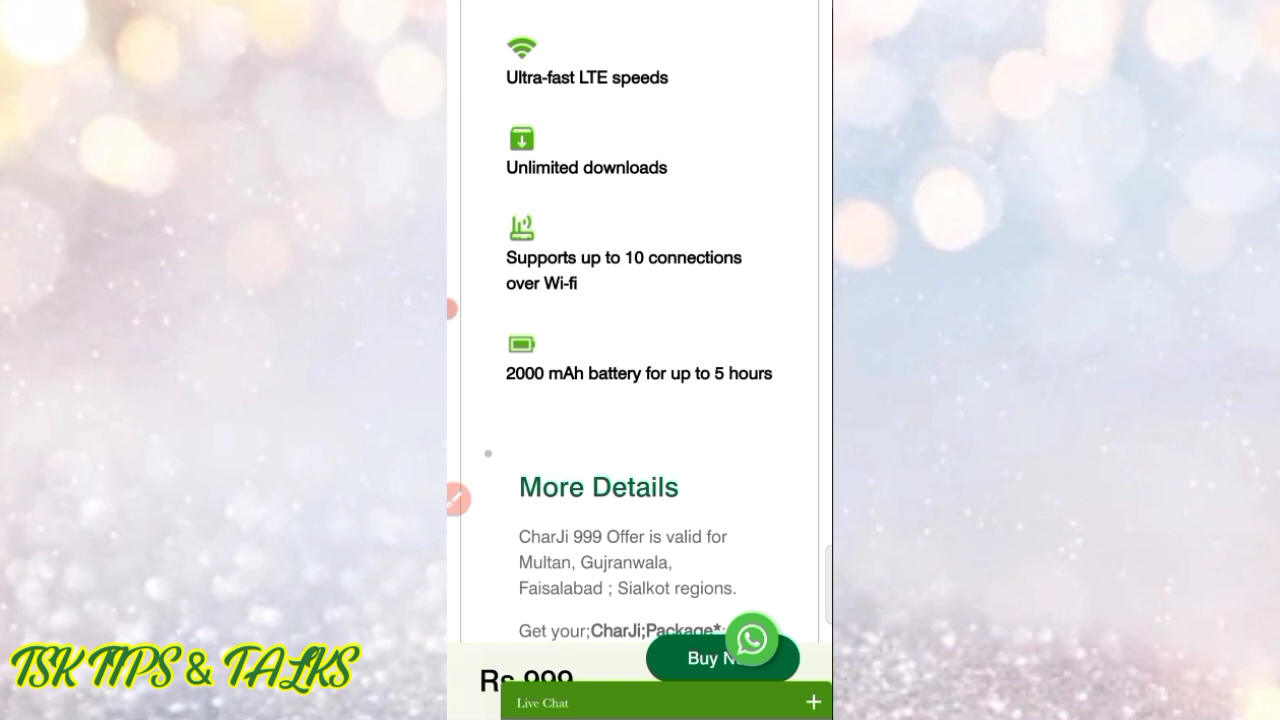 Ultra-fast LTE speeds
Unlimited downloads
Supports up to 10 connections
over Wi-fi
2000 mAh battery for up to 5 hours
More Details
CharJi 999 Offer is valid for
Multan, Gujranwala,
Faisalabad ; Sialkot regions.
Get your;CharJi;Package*;
Buy N
Rs 999
Live Chat +
TSK TIPS & TALKS